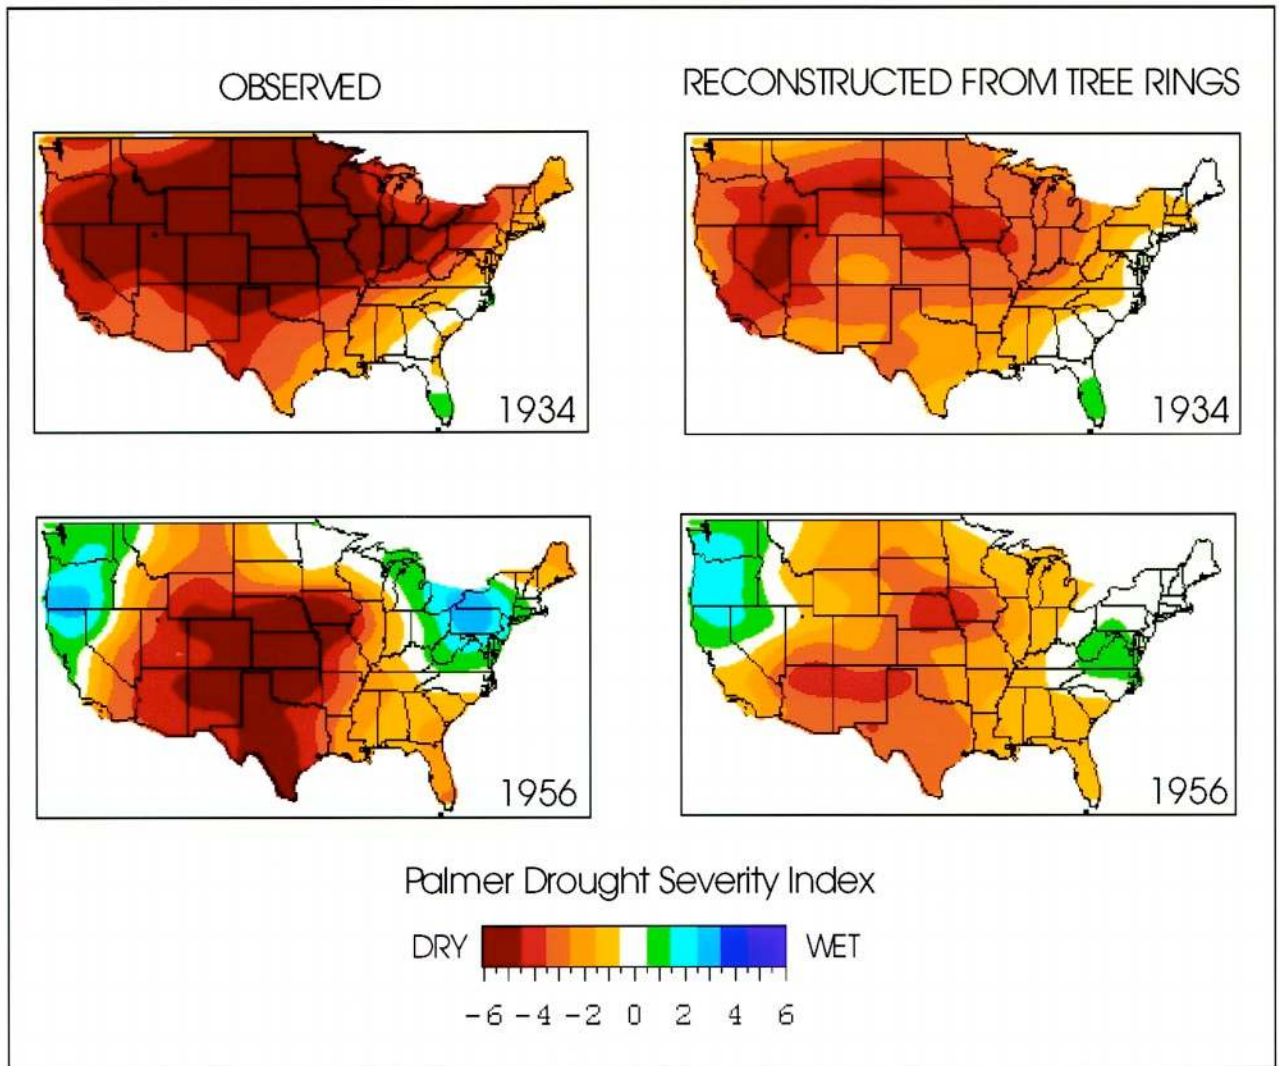 OBSERVED
RECONSTRUCTED FROM TREE RINGS
1934
1934
1956
1956
Palmer Drought Severity Index
DRY
WET
-6 -4 -2 0 2 4 6